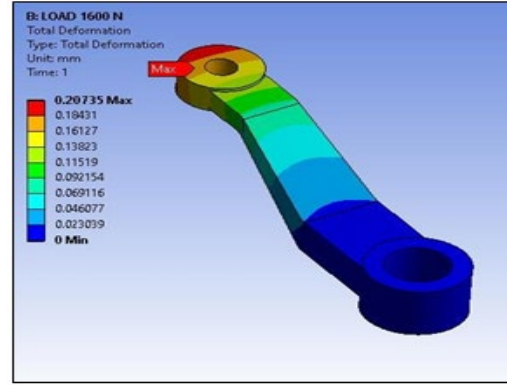 B: LOAD 1600 N
Total Deformation
Type: Total Deformation
Unit: mm
Time: 1
Max
0.20735 Max
0.18431
0.16127
0.13823
0.11519
0.092154
0.069116
0.046077
0.023039
0 Min